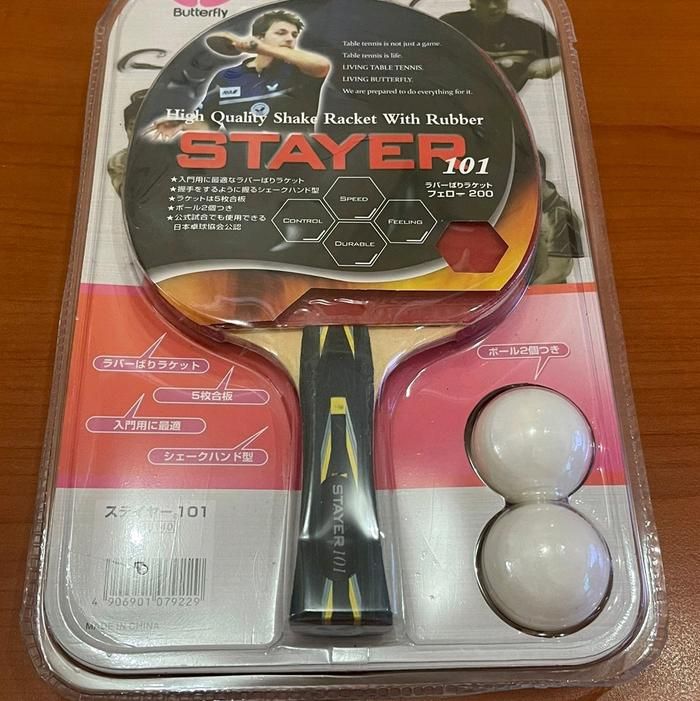 Butterfly
Table tennis is not just a game.
Table tennis is life.
LIVING TABLE TENNIS.
LIVING BUTTERFLY.
We are prepared to do everything for it.
High Quality Shake Racket With Rubber
STAYER 101
★入門用に最適なラバーばりラケット
★握手をするように握るシェークハンド型
★ラケットは5枚合板
★ボール2個つき
★公式試合でも使用できる
日本卓球協会公認
ラバーばりラケット
フェロー 200
SPEED
CONTROL
FEELING
DURABLE
ラバーばりラケット
5枚合板
入門用に最適
シェークハンド型
ボール2個つき
STAYER 101
ステイヤー 101
4 906901 079229
MADE IN CHINA